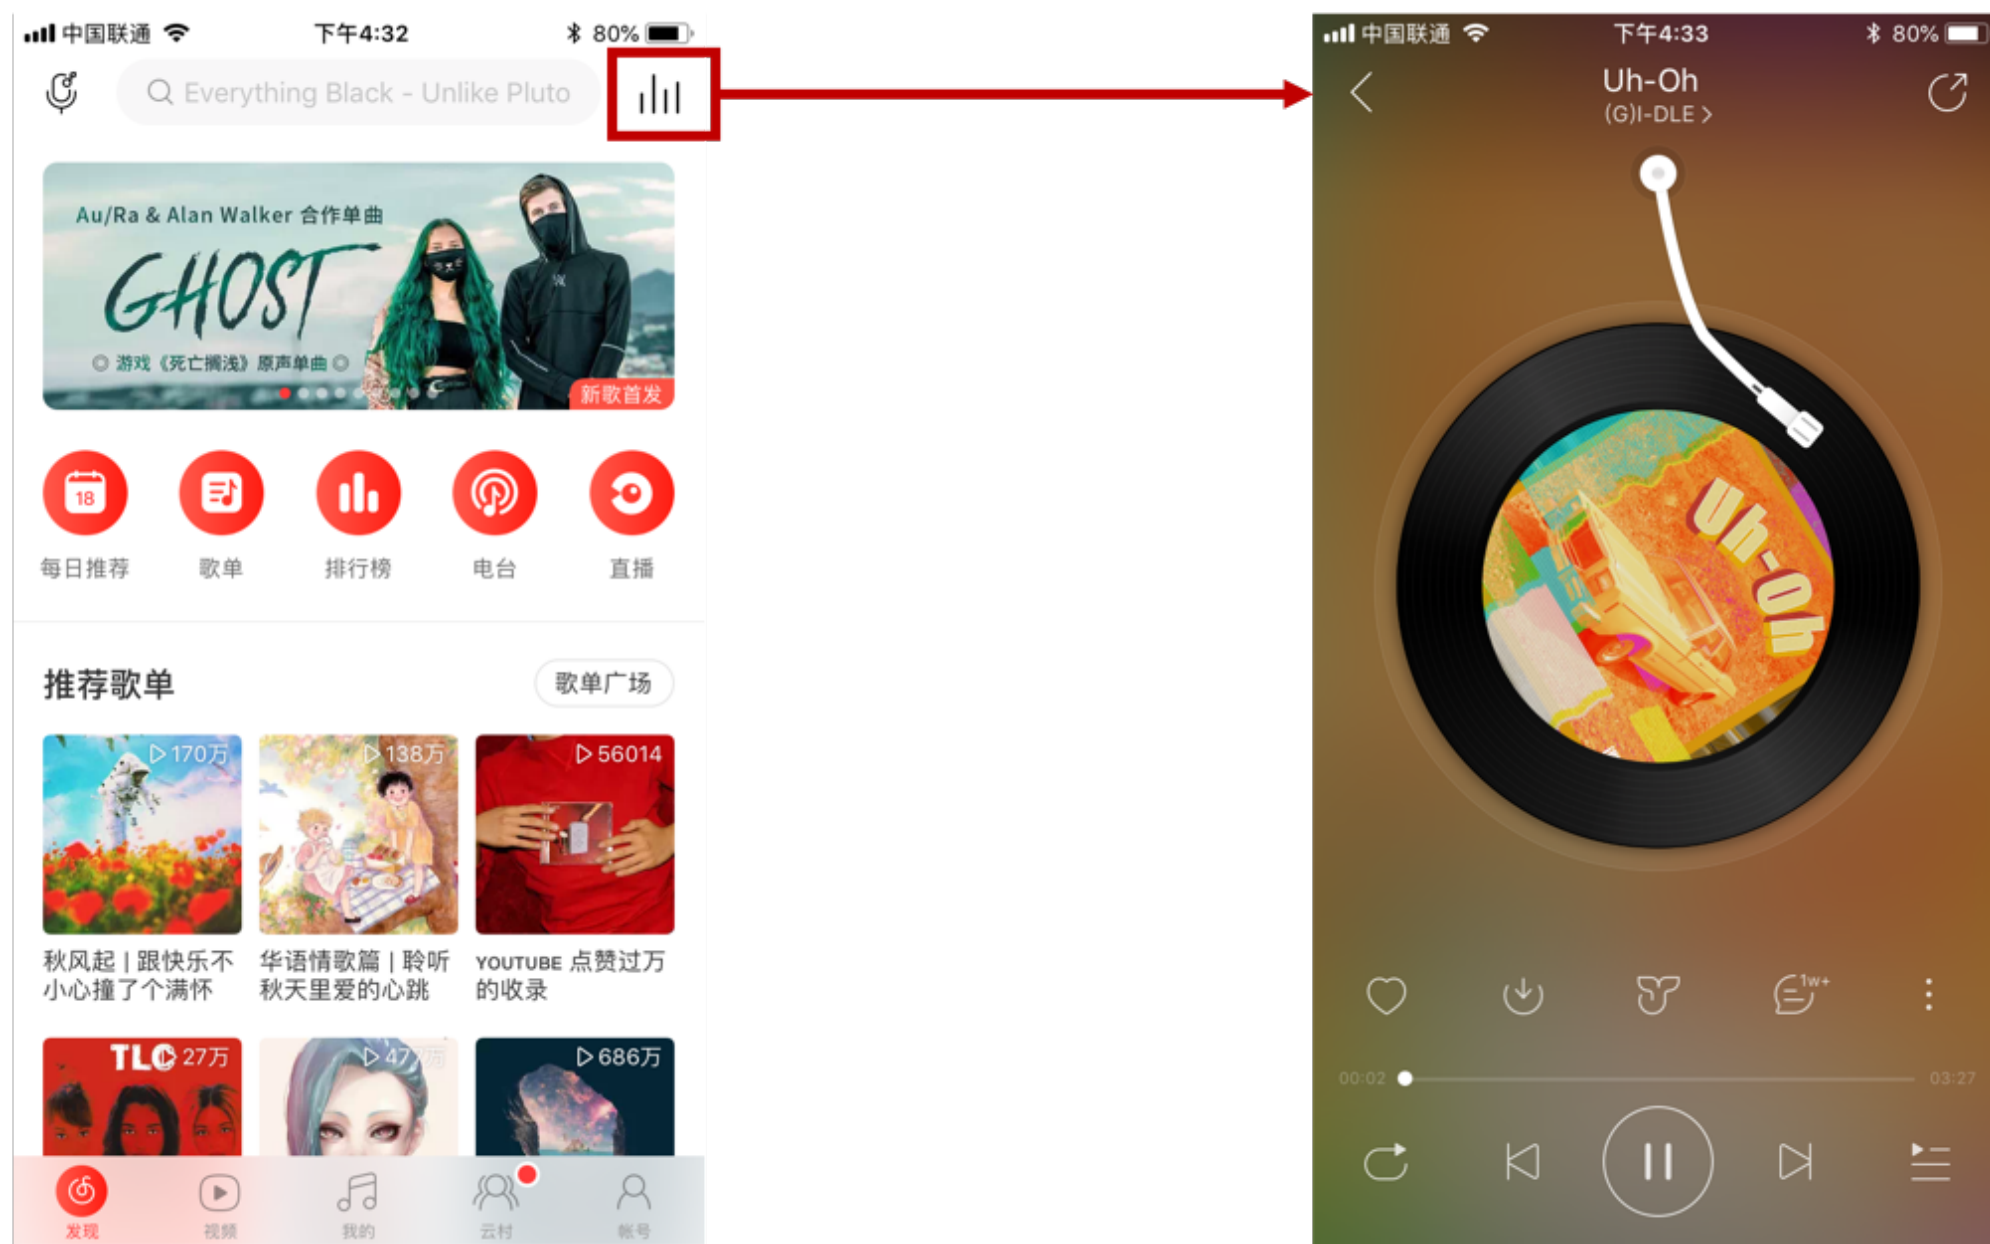 中国联通
下午4:32
80%
Everything Black - Unlike Pluto
Au/Ra & Alan Walker 合作单曲
GHOST
◎ 游戏《死亡搁浅》原声单曲 ◎
新歌首发
18
每日推荐
歌单
排行榜
电台
直播
推荐歌单
歌单广场
170万
138万
56014
秋风起 | 跟快乐不
小心撞了个满怀
华语情歌篇 | 聆听
秋天里爱的心跳
YOUTUBE 点赞过万
的收录
TLC
27万
686万
发现
视频
我的
云村
帐号
中国联通
下午4:33
80%
Uh-Oh
(G)I-DLE >
Uh-Oh
1w+
00:02
03:27